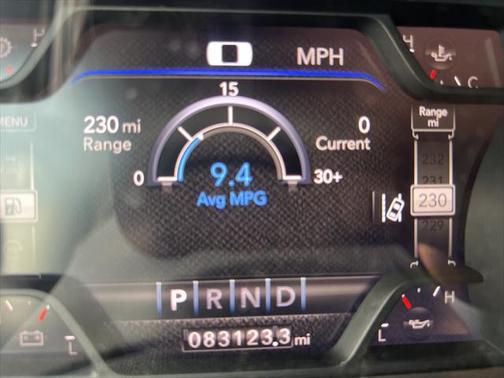 H
MPH
H
C
15
Range
mi
MENU
230 mi
Range
0
Current
232
231
9.4
0
30+
Avg MPG
230
229
P R N D
H
L
L
083123.3 mi